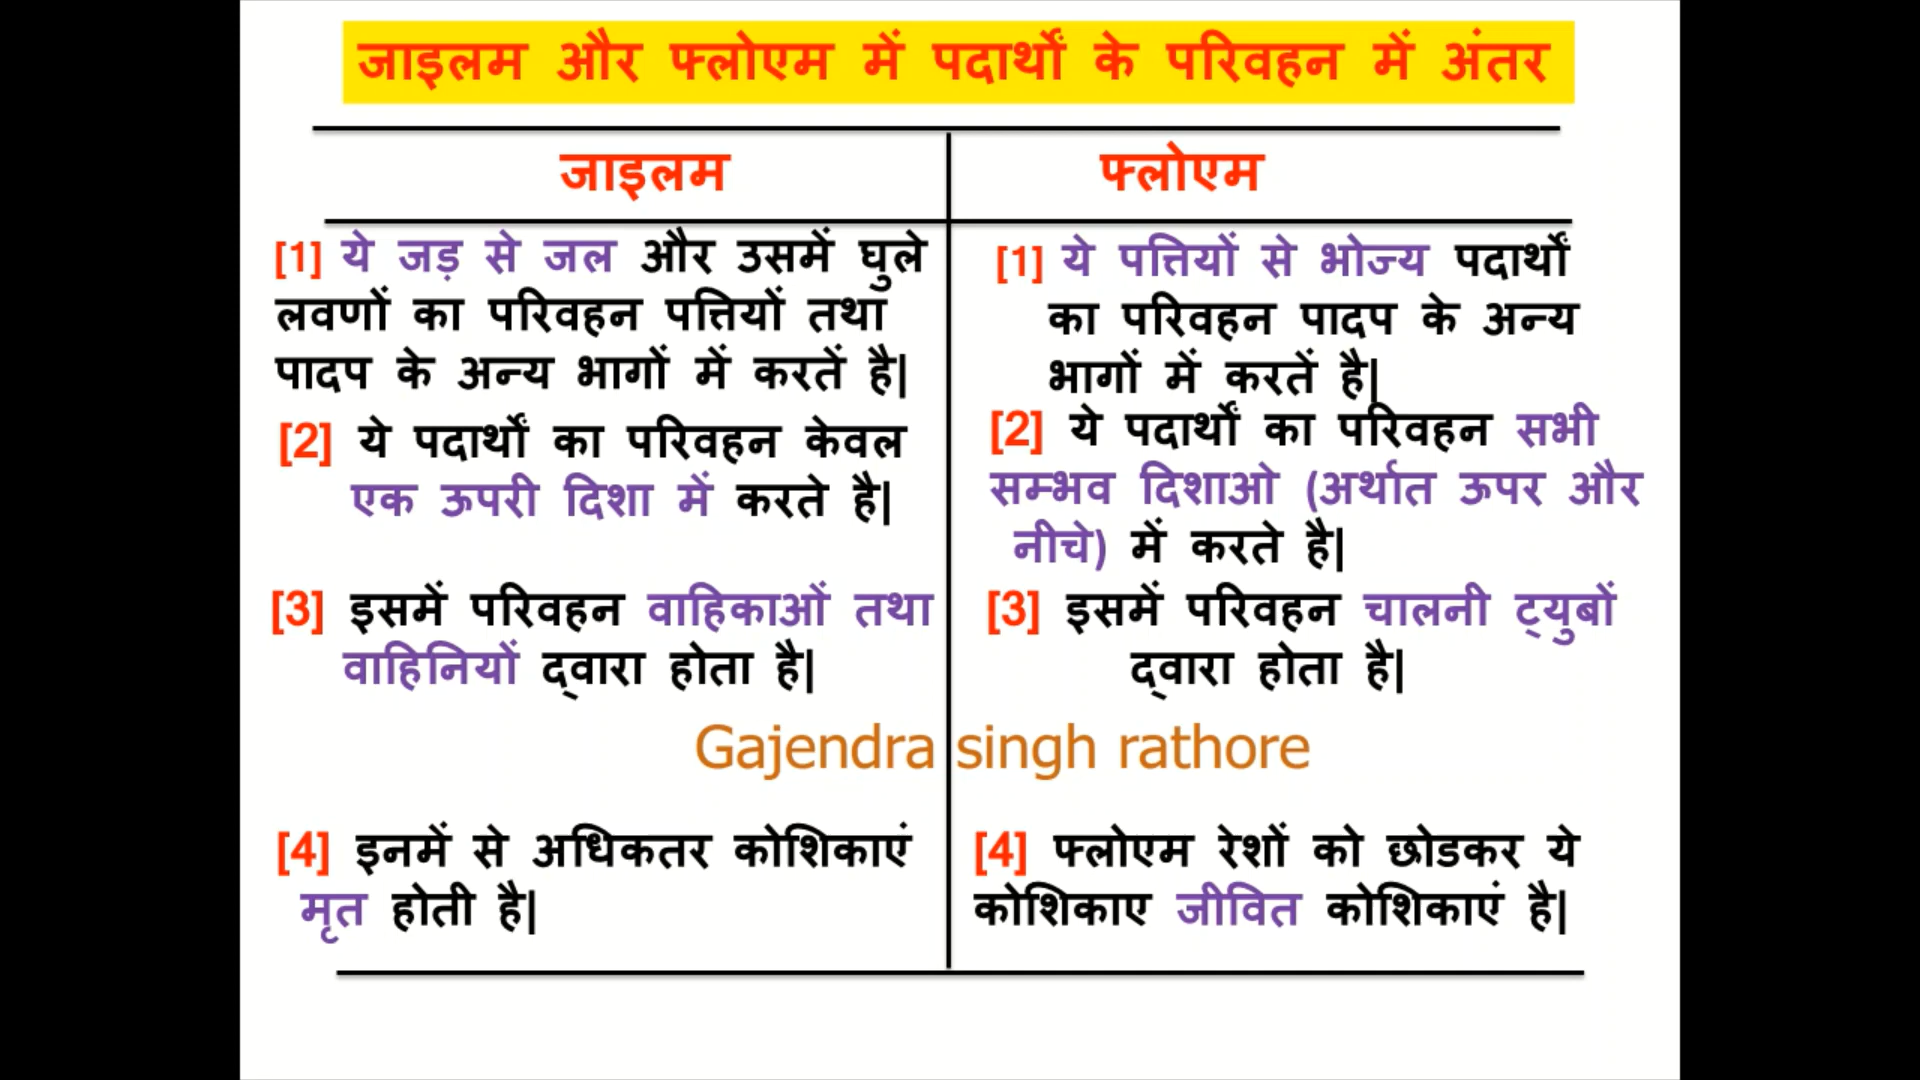 जाइलम और फ्लोएम में पदार्थों के परिवहन में अंतर
जाइलम
फ्लोएम
[1] ये जड़ से जल और उसमें घुले
लवणों का परिवहन पत्तियों तथा
पादप के अन्य भागों में करतें है|
[2] ये पदार्थों का परिवहन केवल
एक ऊपरी दिशा में करते है|
[3] इसमें परिवहन वाहिकाओं तथा
वाहिनियों द्वारा होता है|
[4] इनमें से अधिकतर कोशिकाएं
मृत होती है|
[1] ये पत्तियों से भोज्य पदार्थों
का परिवहन पादप के अन्य
भागों में करतें है|
[2] ये पदार्थों का परिवहन सभी
सम्भव दिशाओ (अर्थात ऊपर और
नीचे) में करते है|
[3] इसमें परिवहन चालनी ट्युबों
द्वारा होता है|
[4] फ्लोएम रेशों को छोडकर ये
कोशिकाए जीवित कोशिकाएं है|
Gajendra singh rathore